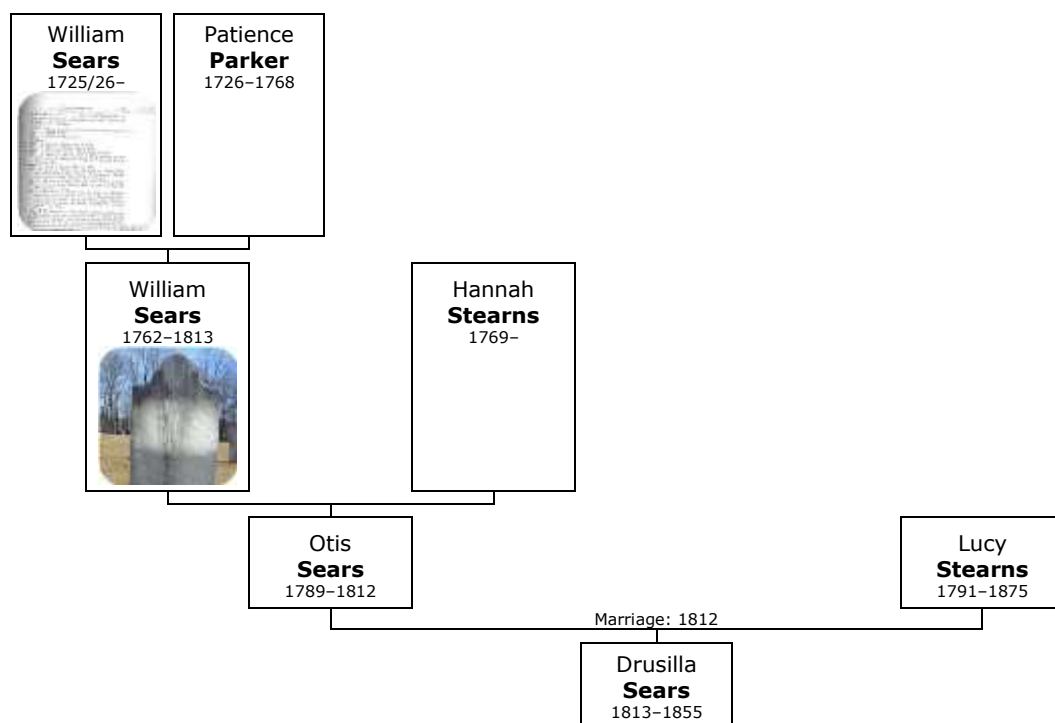 William
Sears
1725/26–
Patience
Parker
1726–1768
William
Sears
1762–1813
Hannah
Stearns
1769–
Otis
Sears
1789–1812
Lucy
Stearns
1791–1875
Marriage: 1812
Drusilla
Sears
1813–1855